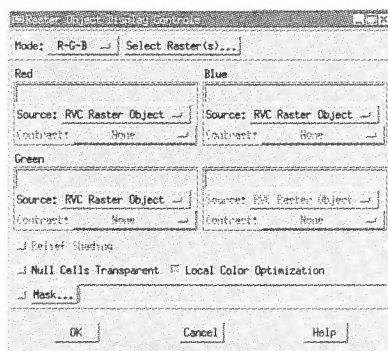 Raster Object Display Controls
Mode: R-G-B Select Raster(s)...
Red Blue
Source: RVC Raster Object Source: RVC Raster Object
Contrast: None Contrast: None
Green
Source: RVC Raster Object Source: RVC Raster Object
Contrast: None Contrast: None
Relief Shading
Null Cells Transparent Local Color Optimization
Mask...
OK Cancel Help